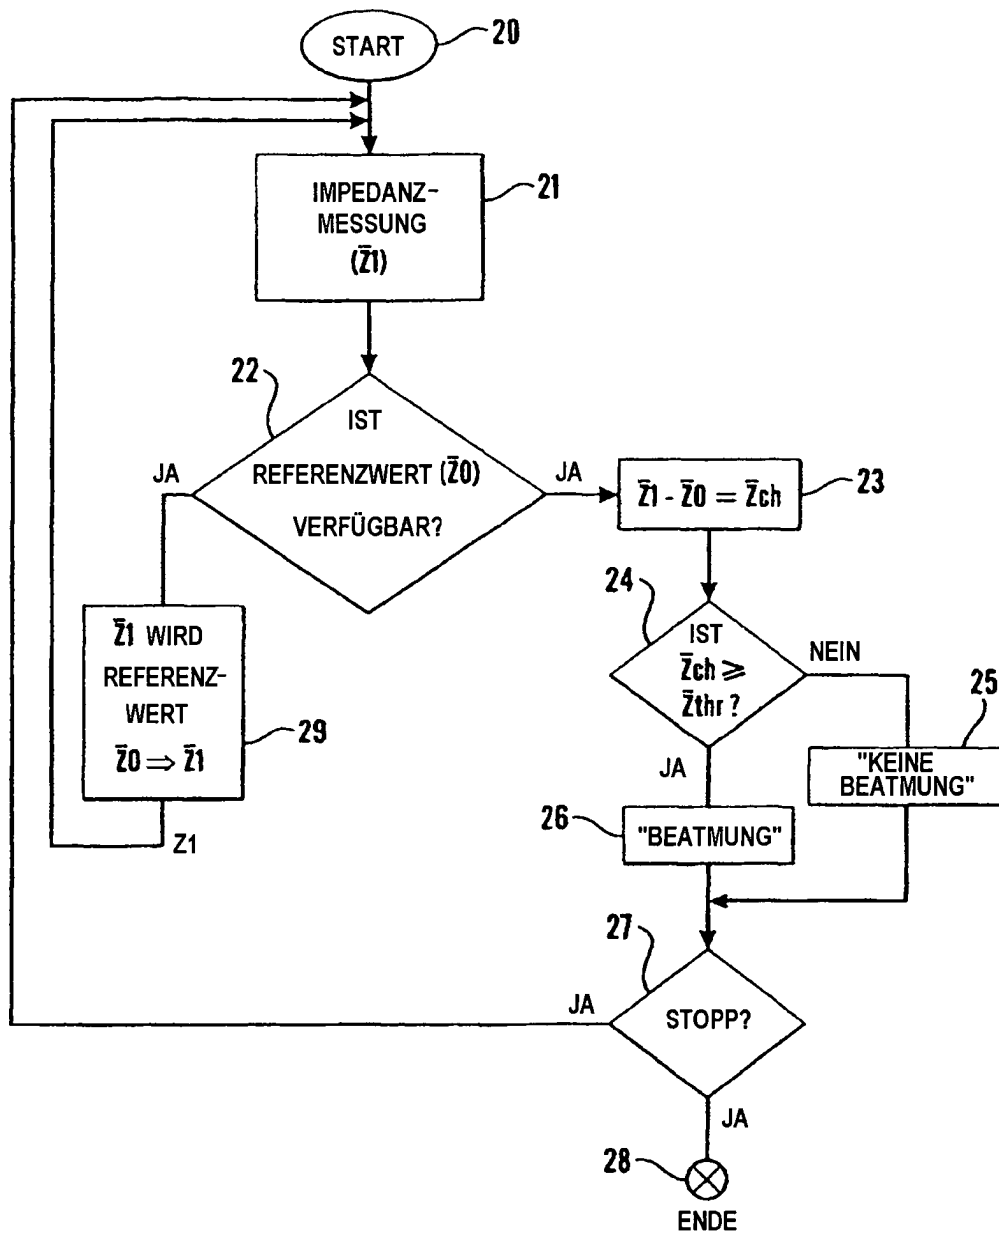 START
20
IMPEDANZ-
MESSUNG
(Z̅1)
21
22
IST
REFERENZWERT (Z̅0)
VERFÜGBAR?
JA
JA
Z̅1 - Z̅0 = Z̅ch
23
24
IST
Z̅ch ⩾
Z̅thr ?
NEIN
25
"KEINE
BEATMUNG"
Z̅1 WIRD
REFERENZ-
WERT
Z̅0 ⇒ Z̅1
29
Z1
JA
26
"BEATMUNG"
27
JA
STOPP?
JA
28
ENDE